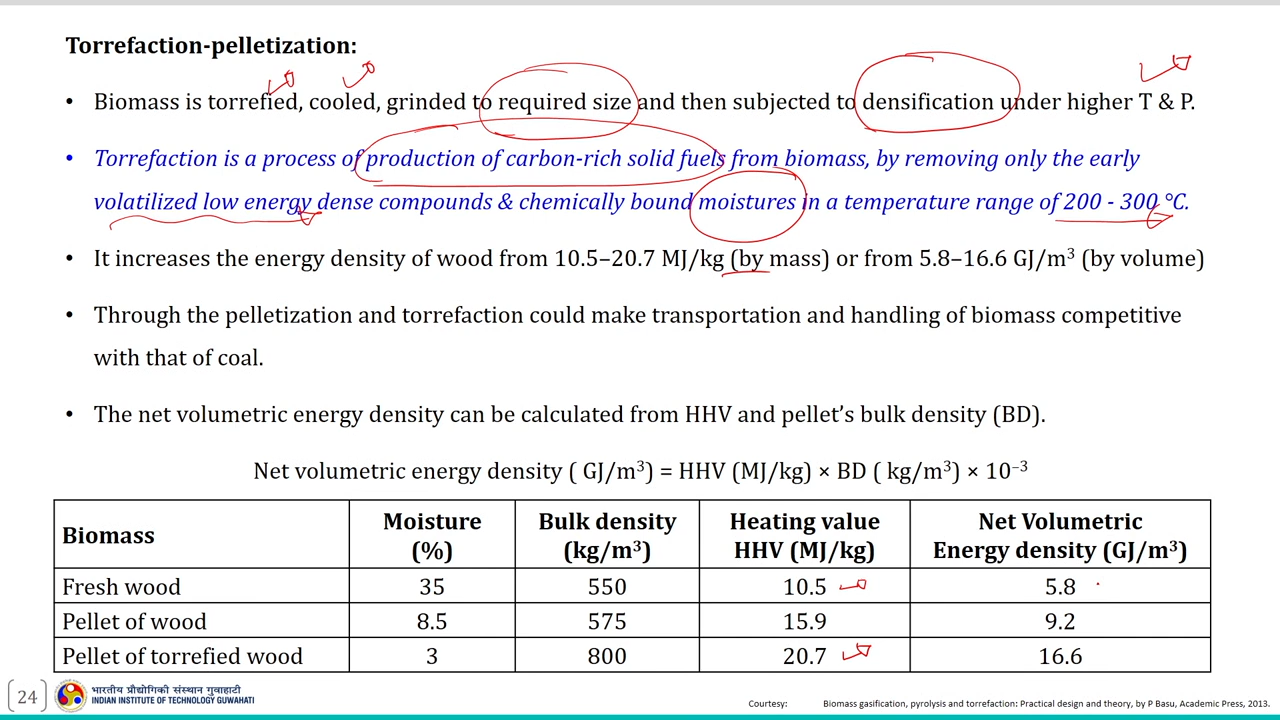 Torrefaction-pelletization:
• Biomass is torrefied, cooled, grinded to required size and then subjected to densification under higher T & P.
• Torrefaction is a process of production of carbon-rich solid fuels from biomass, by removing only the early
volatilized low energy dense compounds & chemically bound moistures in a temperature range of 200 - 300 °C.
• It increases the energy density of wood from 10.5–20.7 MJ/kg (by mass) or from 5.8–16.6 GJ/m³ (by volume)
• Through the pelletization and torrefaction could make transportation and handling of biomass competitive
with that of coal.
• The net volumetric energy density can be calculated from HHV and pellet's bulk density (BD).
Net volumetric energy density ( GJ/m³) = HHV (MJ/kg) × BD ( kg/m³) × 10⁻³
Biomass Moisture (%) Bulk density (kg/m³) Heating value HHV (MJ/kg) Net Volumetric Energy density (GJ/m³)
Fresh wood 35 550 10.5 5.8
Pellet of wood 8.5 575 15.9 9.2
Pellet of torrefied wood 3 800 20.7 16.6
24
भारतीय प्रौद्योगिकी संस्थान गुवाहाटी
INDIAN INSTITUTE OF TECHNOLOGY GUWAHATI
Courtesy: Biomass gasification, pyrolysis and torrefaction: Practical design and theory, by P Basu, Academic Press, 2013.